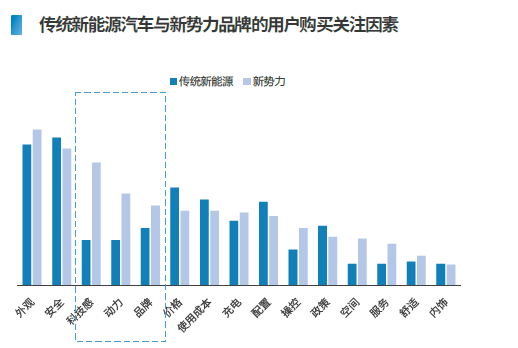 传统新能源汽车与新势力品牌的用户购买关注因素
传统新能源 新势力
外观
安全
科技感
动力
品牌
价格
使用成本
充电
配置
操控
政策
空间
服务
舒适
内饰